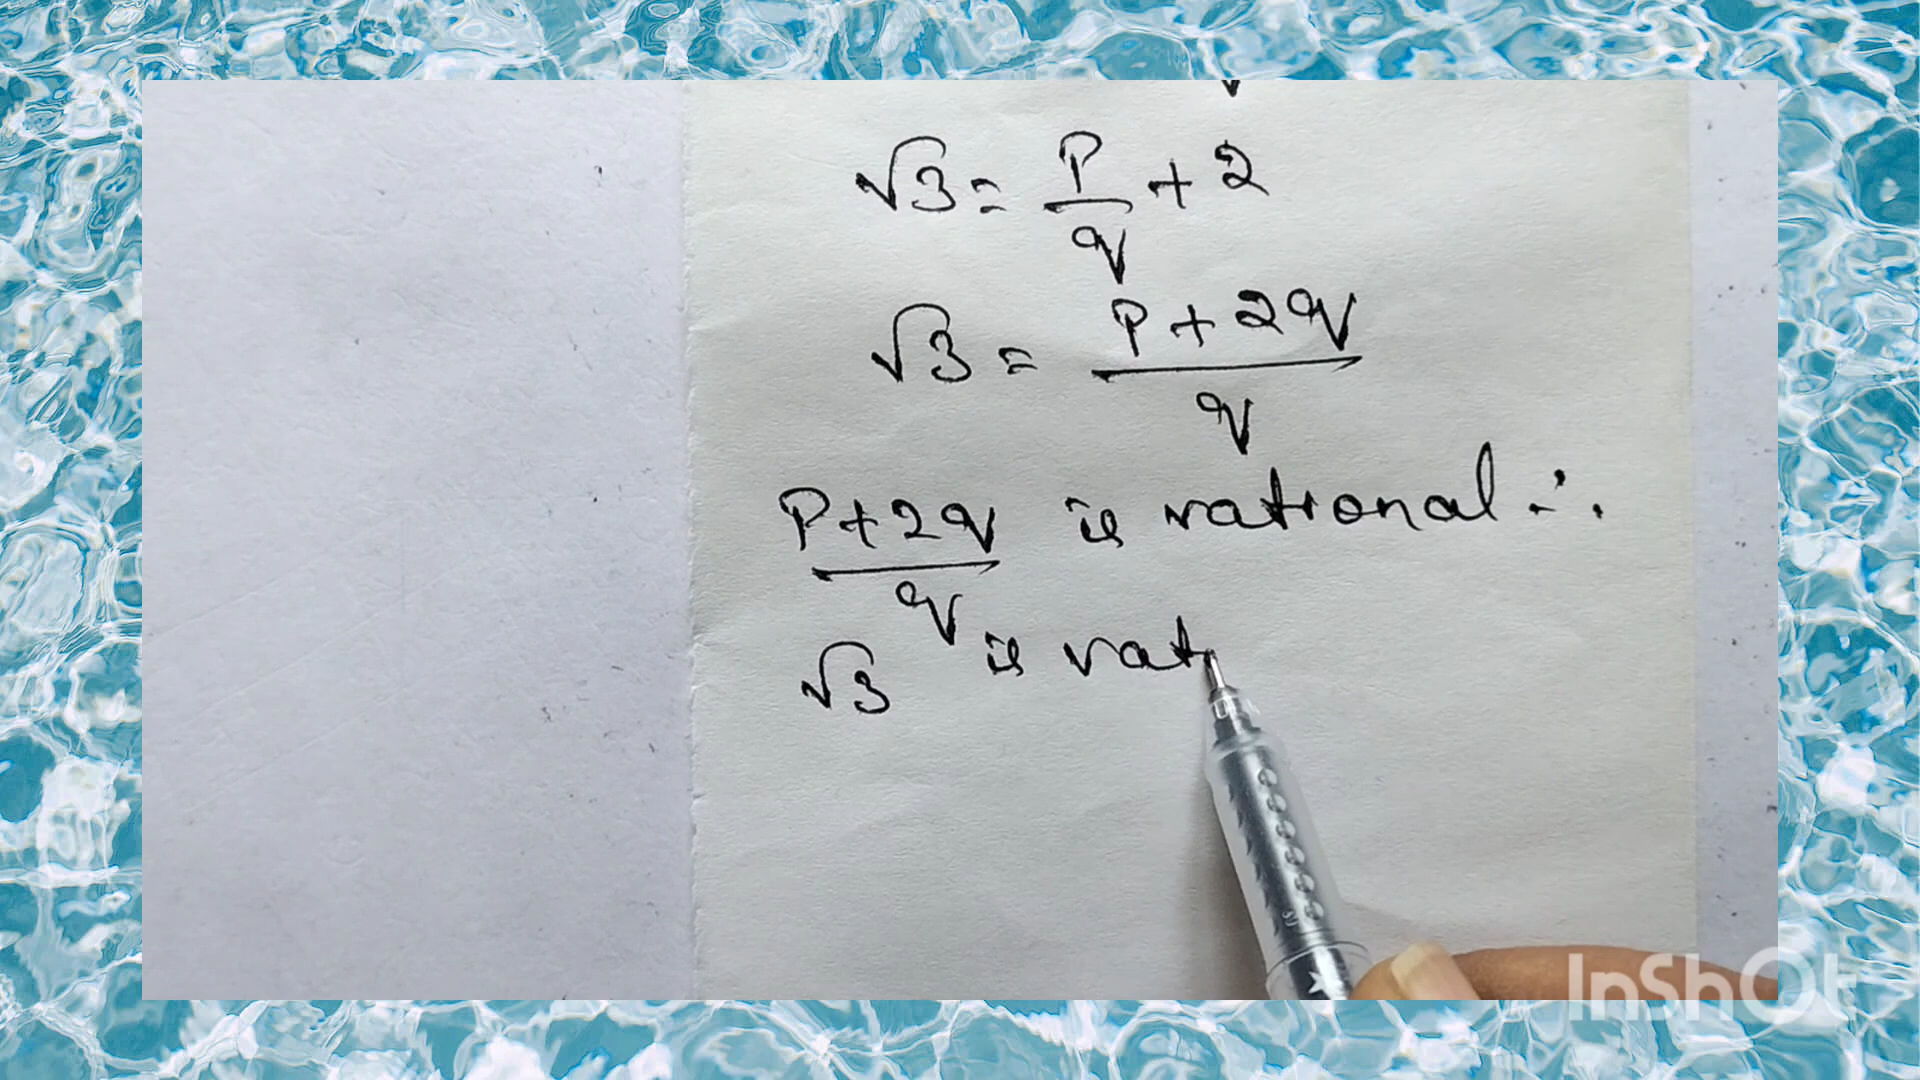 √3 = P/q + 2
√3 = P+2q/q
P+2q/q is rational ∴
√3 is rat
InShOt